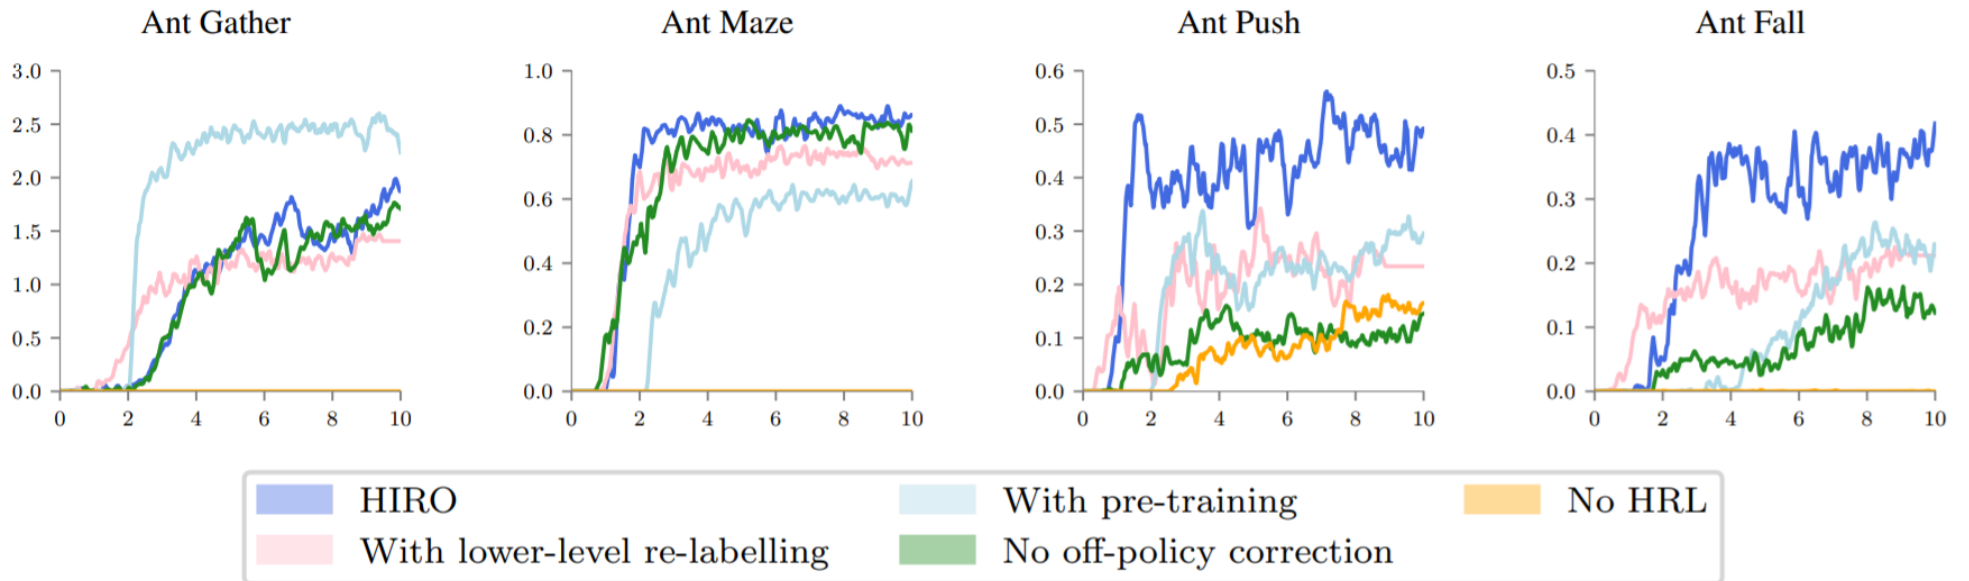 Ant Gather
3.0
2.5
2.0
1.5
1.0
0.5
0.0
0 2 4 6 8 10
Ant Maze
1.0
0.8
0.6
0.4
0.2
0.0
0 2 4 6 8 10
Ant Push
0.6
0.5
0.4
0.3
0.2
0.1
0.0
0 2 4 6 8 10
Ant Fall
0.5
0.4
0.3
0.2
0.1
0.0
0 2 4 6 8 10
HIRO
With lower-level re-labelling
With pre-training
No off-policy correction
No HRL